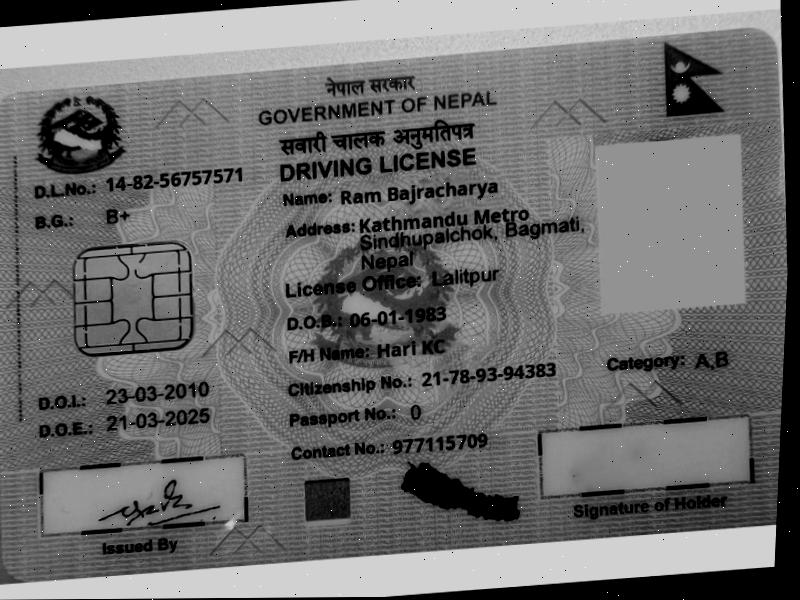 नेपाल सरकार
GOVERNMENT OF NEPAL
सवारी चालक अनुमतिपत्र
DRIVING LICENSE
D.L.No.: 14-82-56757571
B.G.: B+
Name: Ram Bajracharya
Address: Kathmandu Metro
Sindhupalchok, Bagmati,
Nepal
License Office: Lalitpur
D.O.B.: 06-01-1983
F/H Name: Hari KC
Citizenship No.: 21-78-93-94383
Category: A,B
Passport No.: 0
Contact No.: 977115709
D.O.I.: 23-03-2010
D.O.E.: 21-03-2025
Issued By
Signature of Holder